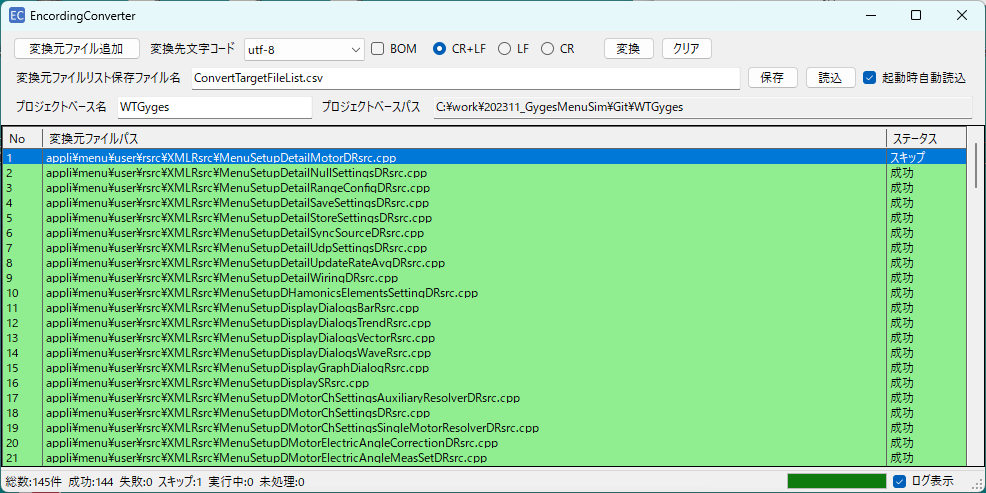 EC EncordingConverter
変換元ファイル追加 変換先文字コード utf-8 BOM CR+LF LF CR 変換 クリア
変換元ファイルリスト保存ファイル名 ConvertTargetFileList.csv 保存 読込 起動時自動読込
プロジェクトベース名 WTGyges プロジェクトベースパス C:¥work¥202311_GygesMenuSim¥Git¥WTGyges
No 変換元ファイルパス ステータス
1 appli¥menu¥user¥rsrc¥XMLRsrc¥MenuSetupDetailMotorDRsrc.cpp スキップ
2 appli¥menu¥user¥rsrc¥XMLRsrc¥MenuSetupDetailNullSettingsDRsrc.cpp 成功
3 appli¥menu¥user¥rsrc¥XMLRsrc¥MenuSetupDetailRangeConfigDRsrc.cpp 成功
4 appli¥menu¥user¥rsrc¥XMLRsrc¥MenuSetupDetailSaveSettingsDRsrc.cpp 成功
5 appli¥menu¥user¥rsrc¥XMLRsrc¥MenuSetupDetailStoreSettingsDRsrc.cpp 成功
6 appli¥menu¥user¥rsrc¥XMLRsrc¥MenuSetupDetailSyncSourceDRsrc.cpp 成功
7 appli¥menu¥user¥rsrc¥XMLRsrc¥MenuSetupDetailUdpSettingsDRsrc.cpp 成功
8 appli¥menu¥user¥rsrc¥XMLRsrc¥MenuSetupDetailUpdateRateAvgDRsrc.cpp 成功
9 appli¥menu¥user¥rsrc¥XMLRsrc¥MenuSetupDetailWiringDRsrc.cpp 成功
10 appli¥menu¥user¥rsrc¥XMLRsrc¥MenuSetupDHamonicsElementsSettingDRsrc.cpp 成功
11 appli¥menu¥user¥rsrc¥XMLRsrc¥MenuSetupDisplayDialogsBarRsrc.cpp 成功
12 appli¥menu¥user¥rsrc¥XMLRsrc¥MenuSetupDisplayDialogsTrendRsrc.cpp 成功
13 appli¥menu¥user¥rsrc¥XMLRsrc¥MenuSetupDisplayDialogsVectorRsrc.cpp 成功
14 appli¥menu¥user¥rsrc¥XMLRsrc¥MenuSetupDisplayDialogsWaveRsrc.cpp 成功
15 appli¥menu¥user¥rsrc¥XMLRsrc¥MenuSetupDisplayGraphDialogRsrc.cpp 成功
16 appli¥menu¥user¥rsrc¥XMLRsrc¥MenuSetupDisplaySRsrc.cpp 成功
17 appli¥menu¥user¥rsrc¥XMLRsrc¥MenuSetupDMotorChSettingsAuxiliaryResolverDRsrc.cpp 成功
18 appli¥menu¥user¥rsrc¥XMLRsrc¥MenuSetupDMotorChSettingsDRsrc.cpp 成功
19 appli¥menu¥user¥rsrc¥XMLRsrc¥MenuSetupDMotorChSettingsSingleMotorResolverDRsrc.cpp 成功
20 appli¥menu¥user¥rsrc¥XMLRsrc¥MenuSetupDMotorElectricAngleCorrectionDRsrc.cpp 成功
21 appli¥menu¥user¥rsrc¥XMLRsrc¥MenuSetupDMotorElectricAngleMeasSetDRsrc.cpp 成功
総数:145件 成功:144 失敗:0 スキップ:1 実行中:0 未処理:0 ログ表示